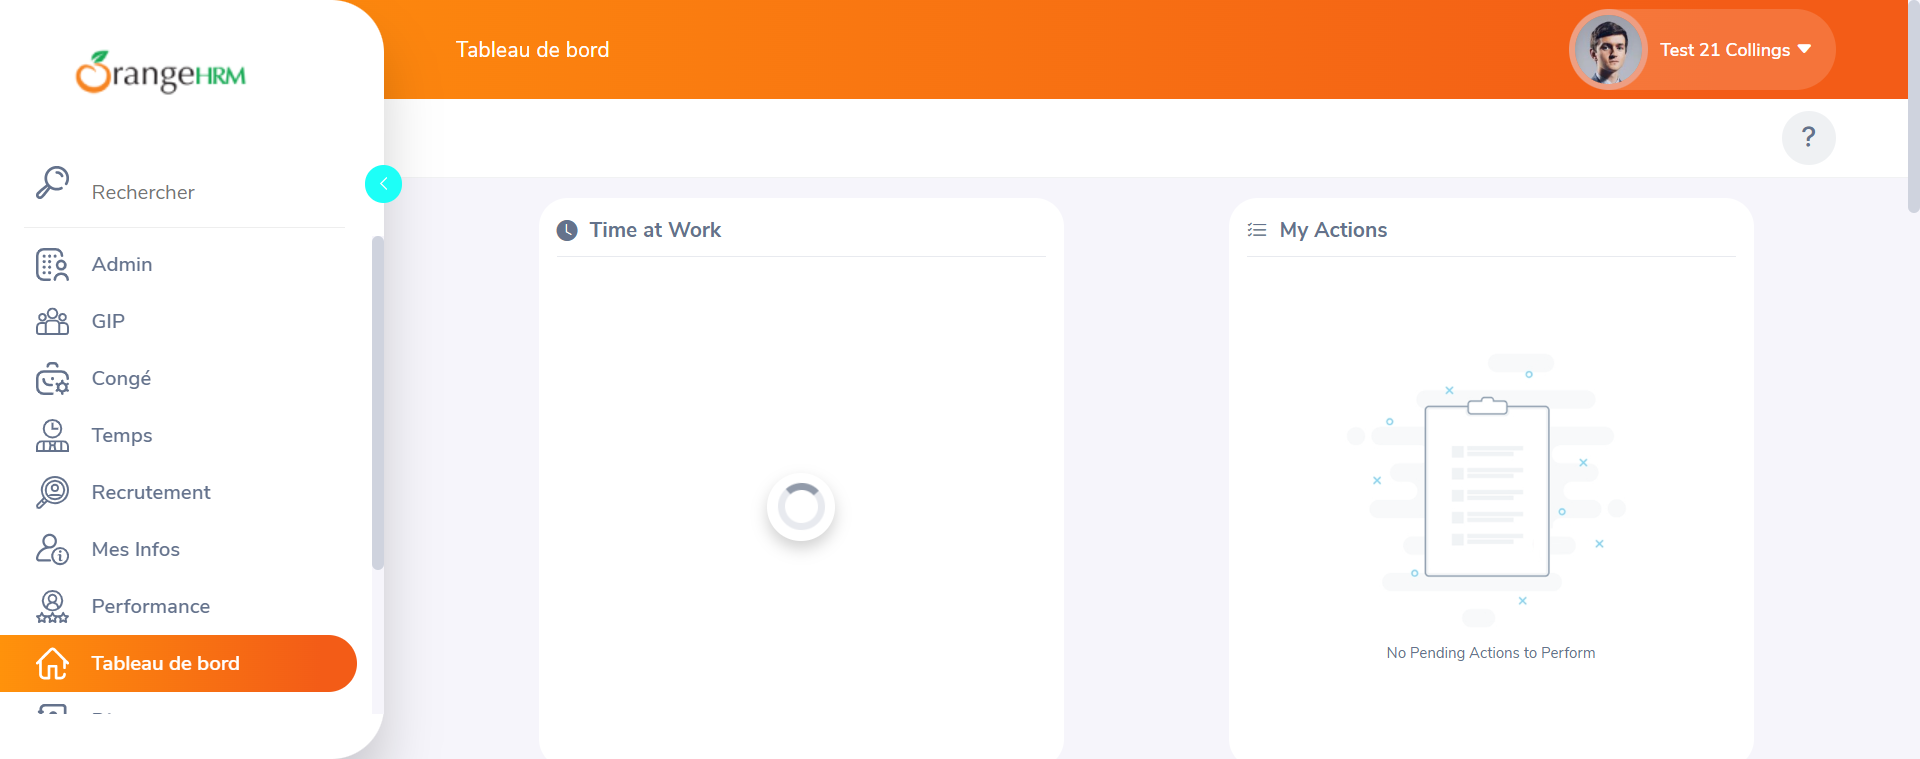 OrangeHRM
Tableau de bord
Test 21 Collings
?
Rechercher
Admin
GIP
Congé
Temps
Recrutement
Mes Infos
Performance
Tableau de bord
Time at Work
My Actions
No Pending Actions to Perform